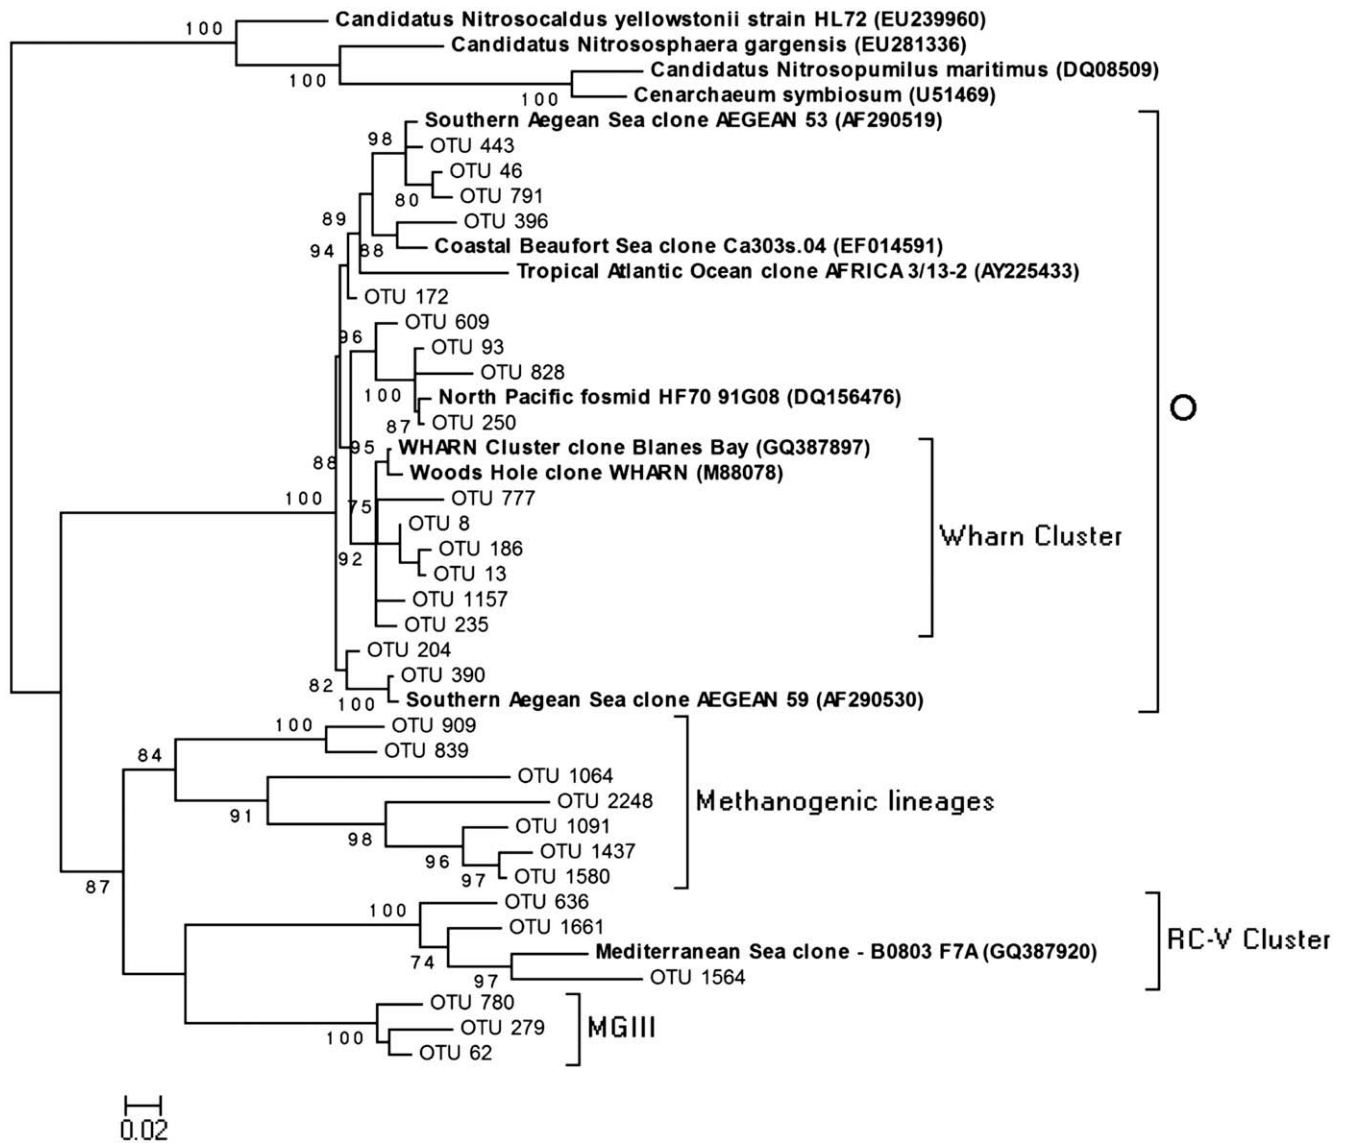 100
Candidatus Nitrosocaldus yellowstonii strain HL72 (EU239960)
Candidatus Nitrososphaera gargensis (EU281336)
100
Candidatus Nitrosopumilus maritimus (DQ08509)
100
Cenarchaeum symbiosum (U51469)
Southern Aegean Sea clone AEGEAN 53 (AF290519)
98
OTU 443
OTU 46
80
OTU 791
89
OTU 396
94
88
Coastal Beaufort Sea clone Ca303s.04 (EF014591)
Tropical Atlantic Ocean clone AFRICA 3/13-2 (AY225433)
OTU 172
OTU 609
96
OTU 93
OTU 828
100
North Pacific fosmid HF70 91G08 (DQ156476)
O
87
OTU 250
95
WHARN Cluster clone Blanes Bay (GQ387897)
88
Woods Hole clone WHARN (M88078)
100
75
OTU 777
OTU 8
Wharn Cluster
92
OTU 186
OTU 13
OTU 1157
OTU 235
OTU 204
82
OTU 390
100
Southern Aegean Sea clone AEGEAN 59 (AF290530)
100
OTU 909
84
OTU 839
OTU 1064
91
OTU 2248
Methanogenic lineages
98
OTU 1091
96
OTU 1437
97
OTU 1580
87
100
OTU 636
OTU 1661
RC-V Cluster
74
Mediterranean Sea clone - B0803 F7A (GQ387920)
97
OTU 1564
OTU 780
100
OTU 279
MGIII
OTU 62
0.02